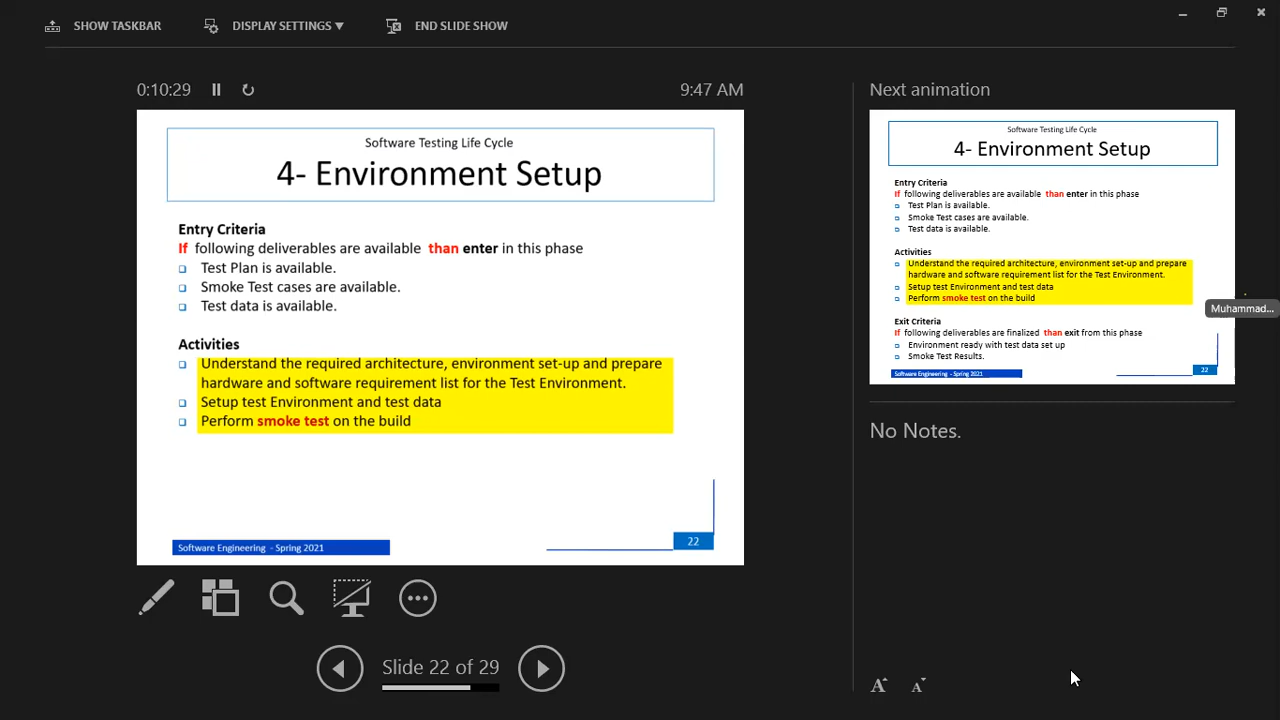 SHOW TASKBAR
DISPLAY SETTINGS ▼
END SLIDE SHOW
0:10:29
9:47 AM
Software Testing Life Cycle
4- Environment Setup
Entry Criteria
If following deliverables are available than enter in this phase
Test Plan is available.
Smoke Test cases are available.
Test data is available.
Activities
Understand the required architecture, environment set-up and prepare
hardware and software requirement list for the Test Environment.
Setup test Environment and test data
Perform smoke test on the build
Software Engineering - Spring 2021
22
Slide 22 of 29
Next animation
Software Testing Life Cycle
4- Environment Setup
Entry Criteria
If following deliverables are available than enter in this phase
Test Plan is available.
Smoke Test cases are available.
Test data is available.
Activities
Understand the required architecture, environment set-up and prepare
hardware and software requirement list for the Test Environment.
Setup test Environment and test data
Perform smoke test on the build
Exit Criteria
If following deliverables are finalized than exit from this phase
Environment ready with test data set up
Smoke Test Results.
Software Engineering - Spring 2021
22
Muhammad...
No Notes.
A A